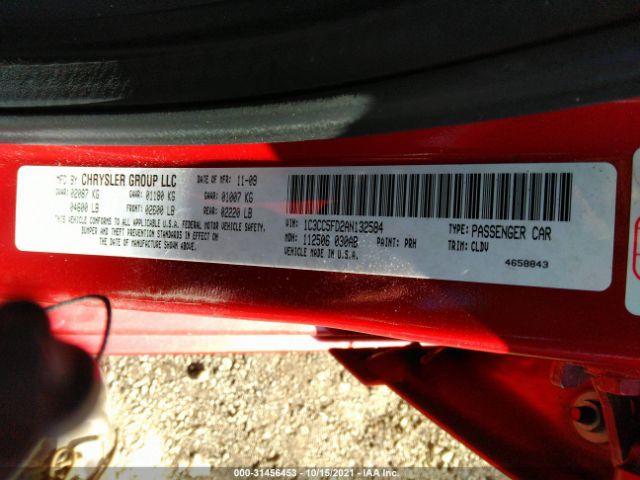 MFD BY CHRYSLER GROUP LLC DATE OF MFR: 11-09
GVWR: 02087 KG GAWR: 01180 KG GAWR: 01007 KG
04600 LB FRONT: 02600 LB REAR: 02220 LB
THIS VEHICLE CONFORMS TO ALL APPLICABLE U.S.A. MOTOR VEHICLE SAFETY,
BUMPER AND THEFT PREVENTION STANDARDS IN EFFECT ON
THE DATE OF MANUFACTURE SHOWN ABOVE.
VIN: 1C3CC5FD2AN132584 TYPE: PASSENGER CAR
MDH: 112506 030AB PAINT: PRH TRIM: CLDV
VEHICLE MADE IN U.S.A.
4658843
000-31456453 - 10/15/2021 - IAA Inc.